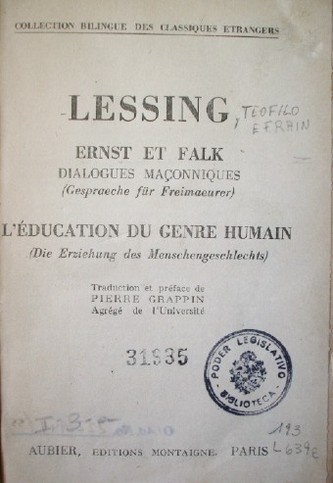 COLLECTION BILINGUE DES CLASSIQUES ETRANGERS
LESSING,
TEOFILO
EFRAIN
ERNST ET FALK
DIALOGUES MAÇONNIQUES
(Gespraeche für Freimaeurer)
L'ÉDUCATION DU GENRE HUMAIN
(Die Erziehung des Menschengeschlechts)
Traduction et préface de
PIERRE GRAPPIN
Agrégé de l'Université
31935
PODER LEGISLATIVO
BIBLIOTECA
193
L639e
AUBIER, EDITIONS MONTAIGNE, PARIS